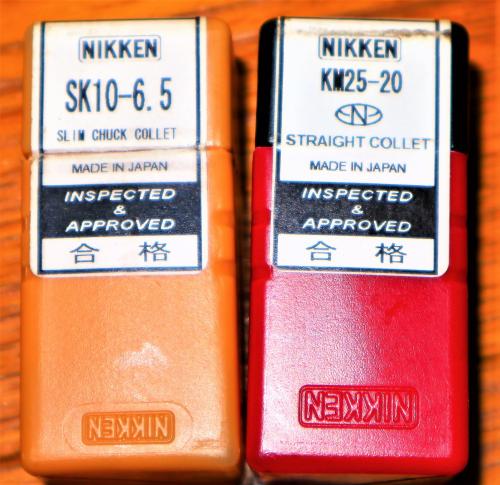 NIKKEN
SK10-6.5
SLIM CHUCK COLLET
MADE IN JAPAN
INSPECTED
&
APPROVED
合格
NIKKEN
NIKKEN
KM25-20
N
STRAIGHT COLLET
MADE IN JAPAN
INSPECTED
&
APPROVED
合格
NIKKEN